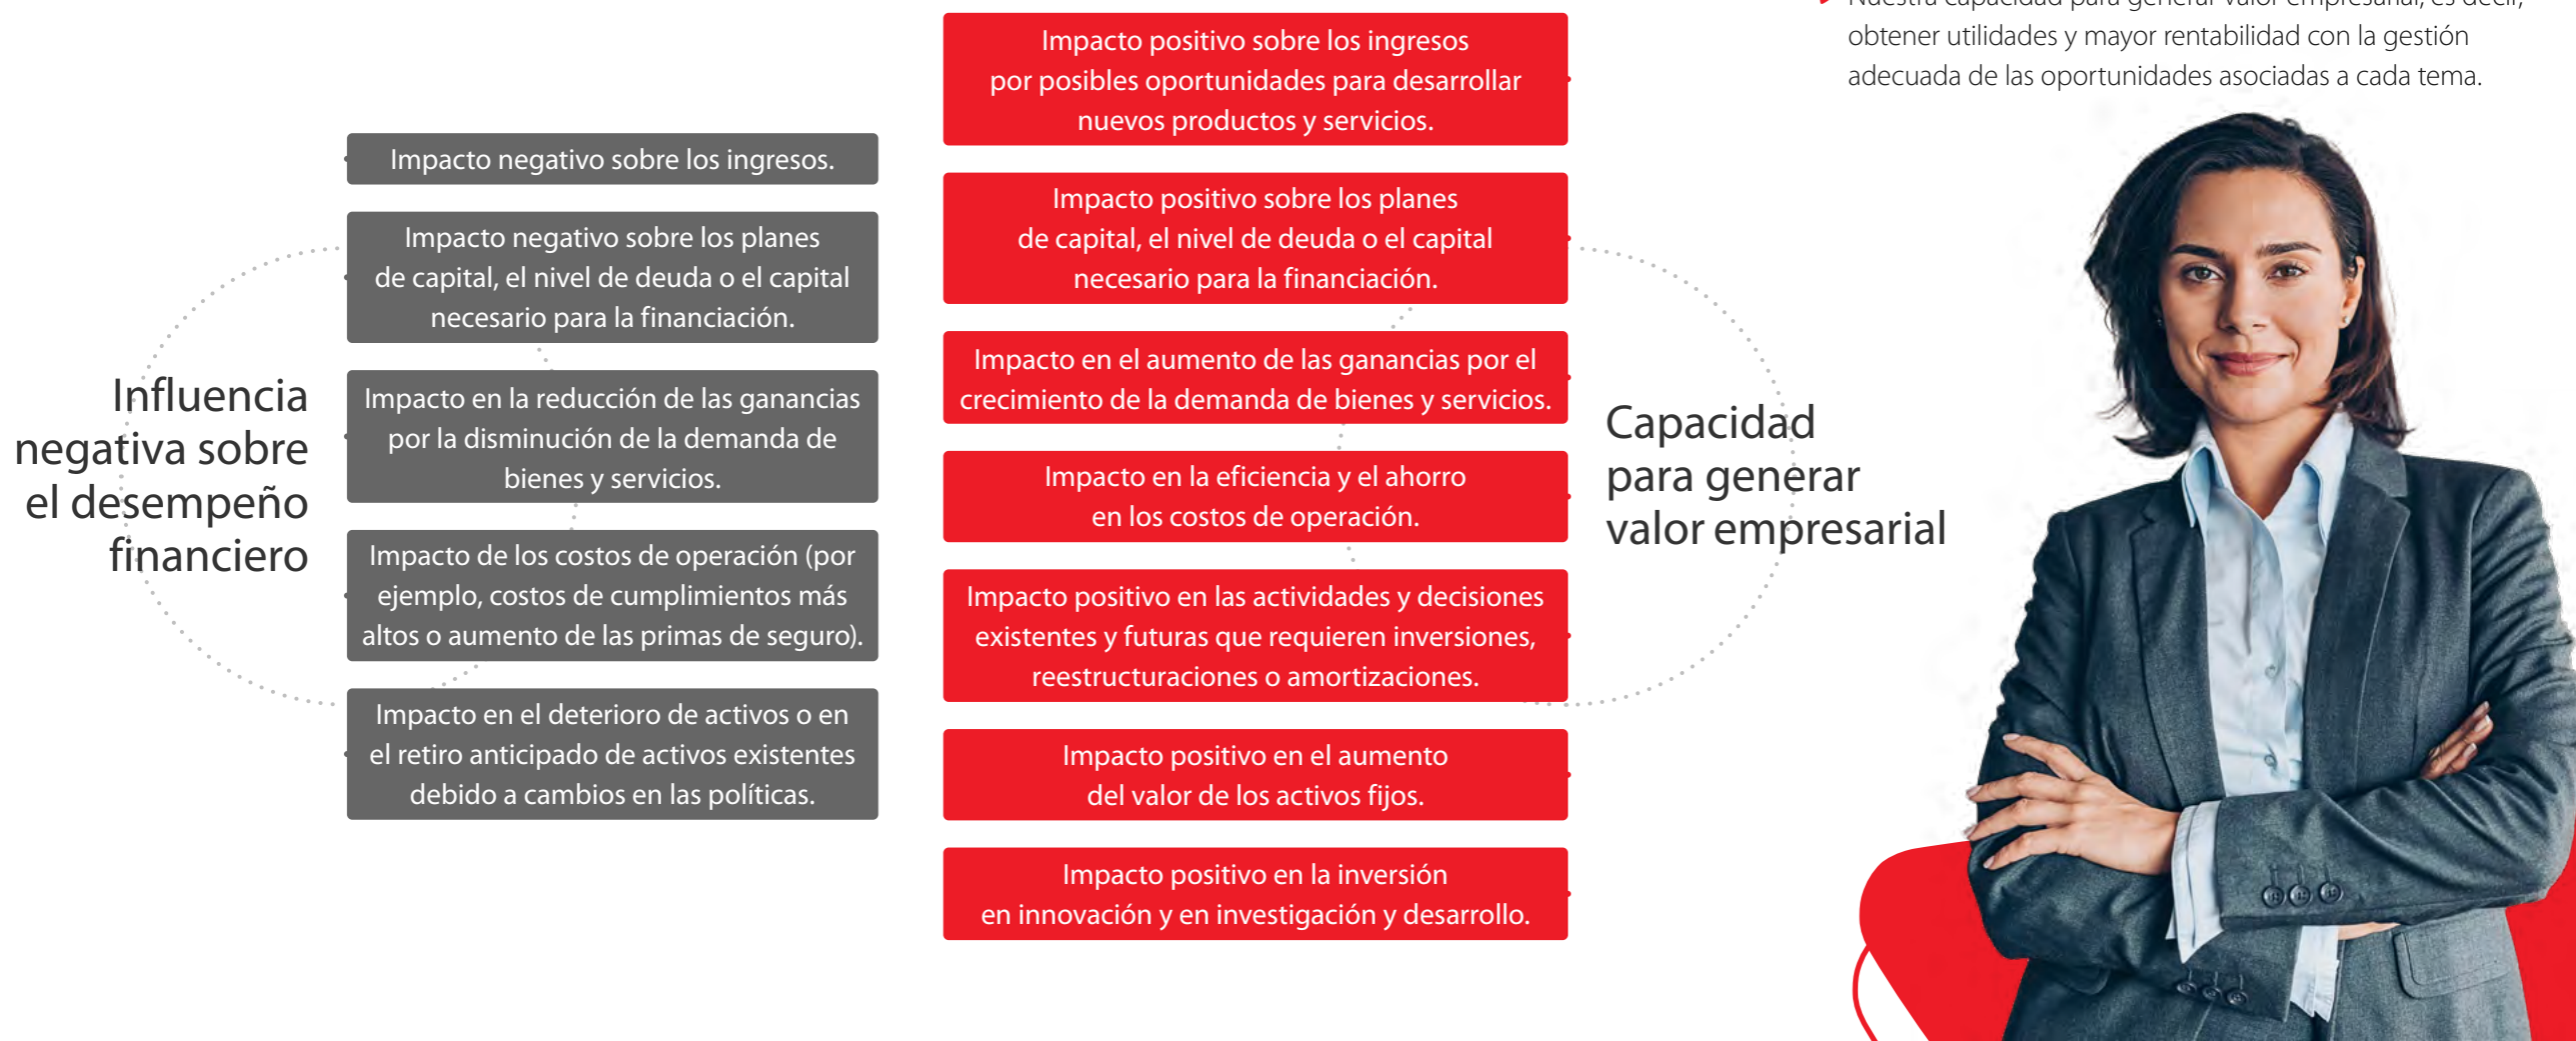 Influencia
negativa sobre
el desempeño
financiero
Impacto negativo sobre los ingresos.
Impacto negativo sobre los planes
de capital, el nivel de deuda o el capital
necesario para la financiación.
Impacto en la reducción de las ganancias
por la disminución de la demanda de
bienes y servicios.
Impacto de los costos de operación (por
ejemplo, costos de cumplimientos más
altos o aumento de las primas de seguro).
Impacto en el deterioro de activos o en
el retiro anticipado de activos existentes
debido a cambios en las políticas.
Impacto positivo sobre los ingresos
por posibles oportunidades para desarrollar
nuevos productos y servicios.
Impacto positivo sobre los planes
de capital, el nivel de deuda o el capital
necesario para la financiación.
Impacto en el aumento de las ganancias por el
crecimiento de la demanda de bienes y servicios.
Impacto en la eficiencia y el ahorro
en los costos de operación.
Impacto positivo en las actividades y decisiones
existentes y futuras que requieren inversiones,
reestructuraciones o amortizaciones.
Impacto positivo en el aumento
del valor de los activos fijos.
Impacto positivo en la inversión
en innovación y en investigación y desarrollo.
Capacidad
para generar
valor empresarial
Nuestra capacidad para generar valor empresarial, es decir,
obtener utilidades y mayor rentabilidad con la gestión
adecuada de las oportunidades asociadas a cada tema.